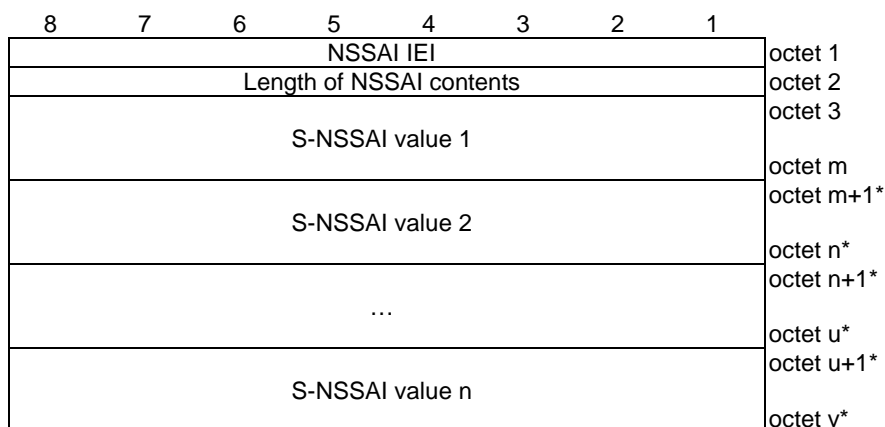 8 7 6 5 4 3 2 1
NSSAI IEI octet 1
Length of NSSAI contents octet 2
octet 3
S-NSSAI value 1
octet m
octet m+1*
S-NSSAI value 2
octet n*
octet n+1*
…
octet u*
octet u+1*
S-NSSAI value n
octet v*